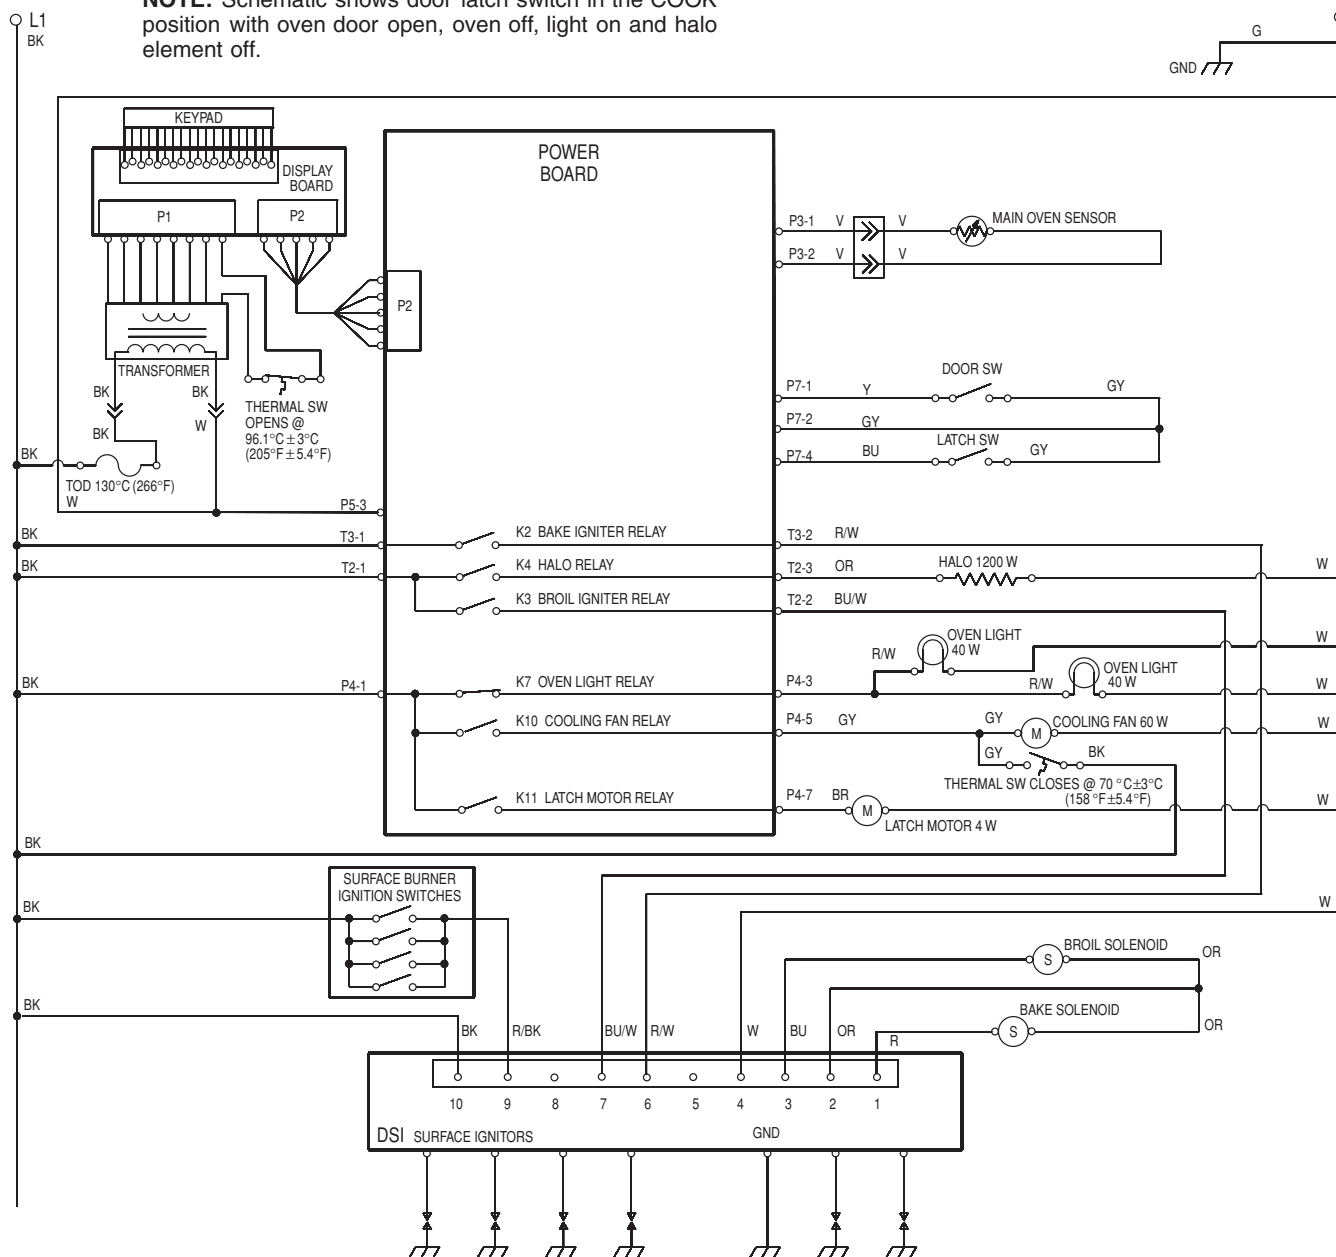 NOTE: Schematic shows door latch switch in the COOK
position with oven door open, oven off, light on and halo
element off.
L1
BK
G
GND
KEYPAD
DISPLAY
BOARD
P1
P2
POWER
BOARD
P3-1 V V MAIN OVEN SENSOR
P3-2 V V
P2
TRANSFORMER
BK
BK
BK
W
THERMAL SW
OPENS @
96.1°C ± 3°C
(205°F ± 5.4°F)
DOOR SW
P7-1 Y GY
P7-2 GY
LATCH SW
P7-4 BU GY
BK
TOD 130°C (266°F)
W
P5-3
BK T3-1 K2 BAKE IGNITER RELAY T3-2 R/W
BK T2-1 K4 HALO RELAY T2-3 OR HALO 1200 W W
K3 BROIL IGNITER RELAY T2-2 BU/W
OVEN LIGHT
40 W
R/W
W
OVEN LIGHT
40 W
BK P4-1 K7 OVEN LIGHT RELAY P4-3 R/W W
K10 COOLING FAN RELAY P4-5 GY GY M COOLING FAN 60 W W
GY BK
THERMAL SW CLOSES @ 70 °C±3°C
(158 °F±5.4°F)
K11 LATCH MOTOR RELAY P4-7 BR M W
LATCH MOTOR 4 W
BK
SURFACE BURNER
IGNITION SWITCHES
BK
W
S BROIL SOLENOID OR
BK
BAKE SOLENOID
S OR
BK R/BK BU/W R/W W BU OR R
10 9 8 7 6 5 4 3 2 1
DSI SURFACE IGNITORS GND